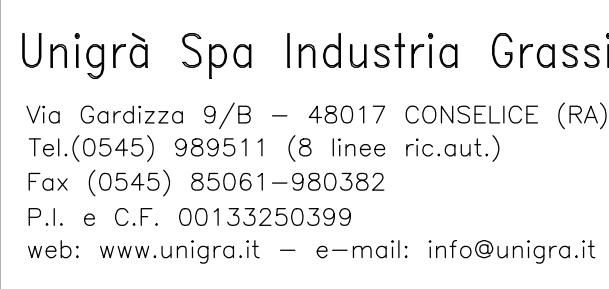 Unigrà Spa Industria Grassi
Via Gardizza 9/B - 48017 CONSELICE (RA)
Tel.(0545) 989511 (8 linee ric.aut.)
Fax (0545) 85061-980382
P.I. e C.F. 00133250399
web: www.unigra.it - e-mail: info@unigra.it